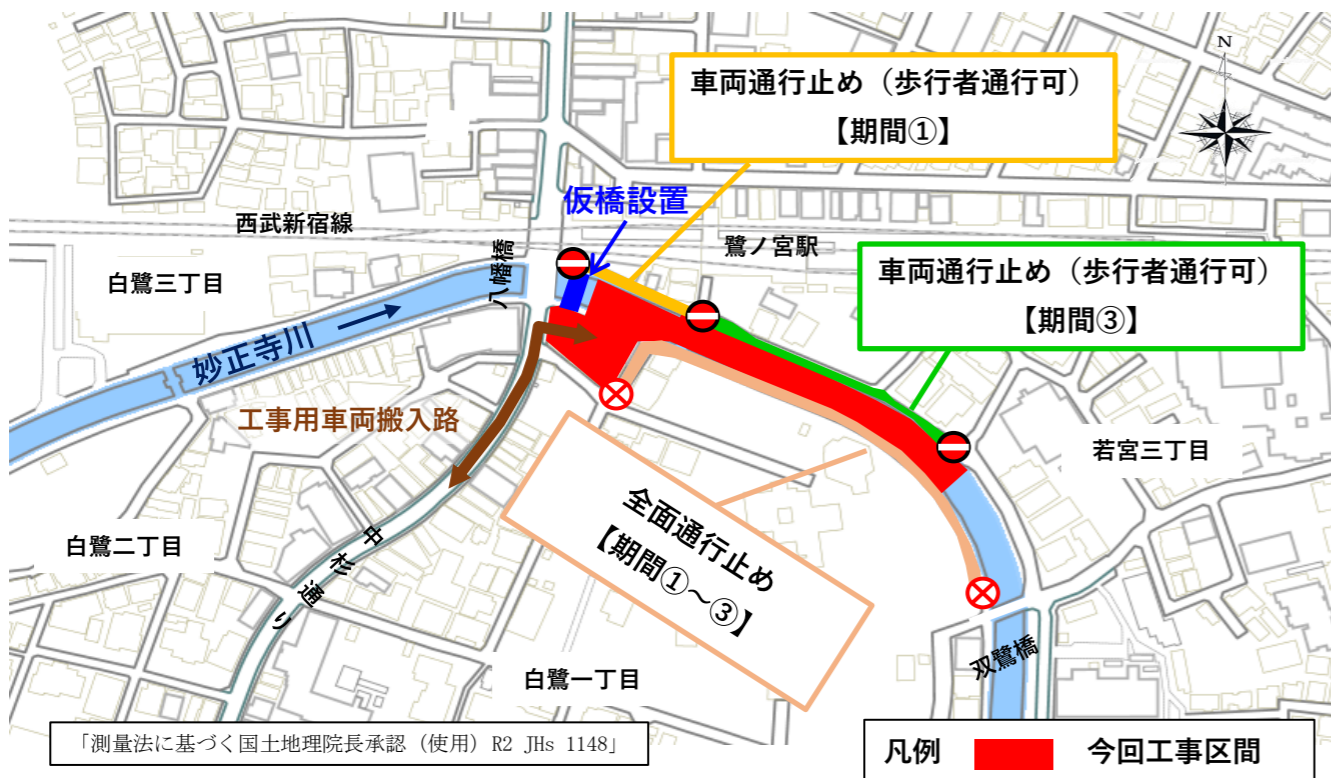 N
車両通行止め（歩行者通行可）
【期間①】
仮橋設置
西武新宿線
八幡橋
鷺ノ宮駅
白鷺三丁目
車両通行止め（歩行者通行可）
【期間③】
妙正寺川
工事用車両搬入路
若宮三丁目
全面通行止め
【期間①～③】
白鷺二丁目
中杉通り
双鷺橋
白鷺一丁目
「測量法に基づく国土地理院長承認（使用）R2 JHs 1148」
凡例 今回工事区間